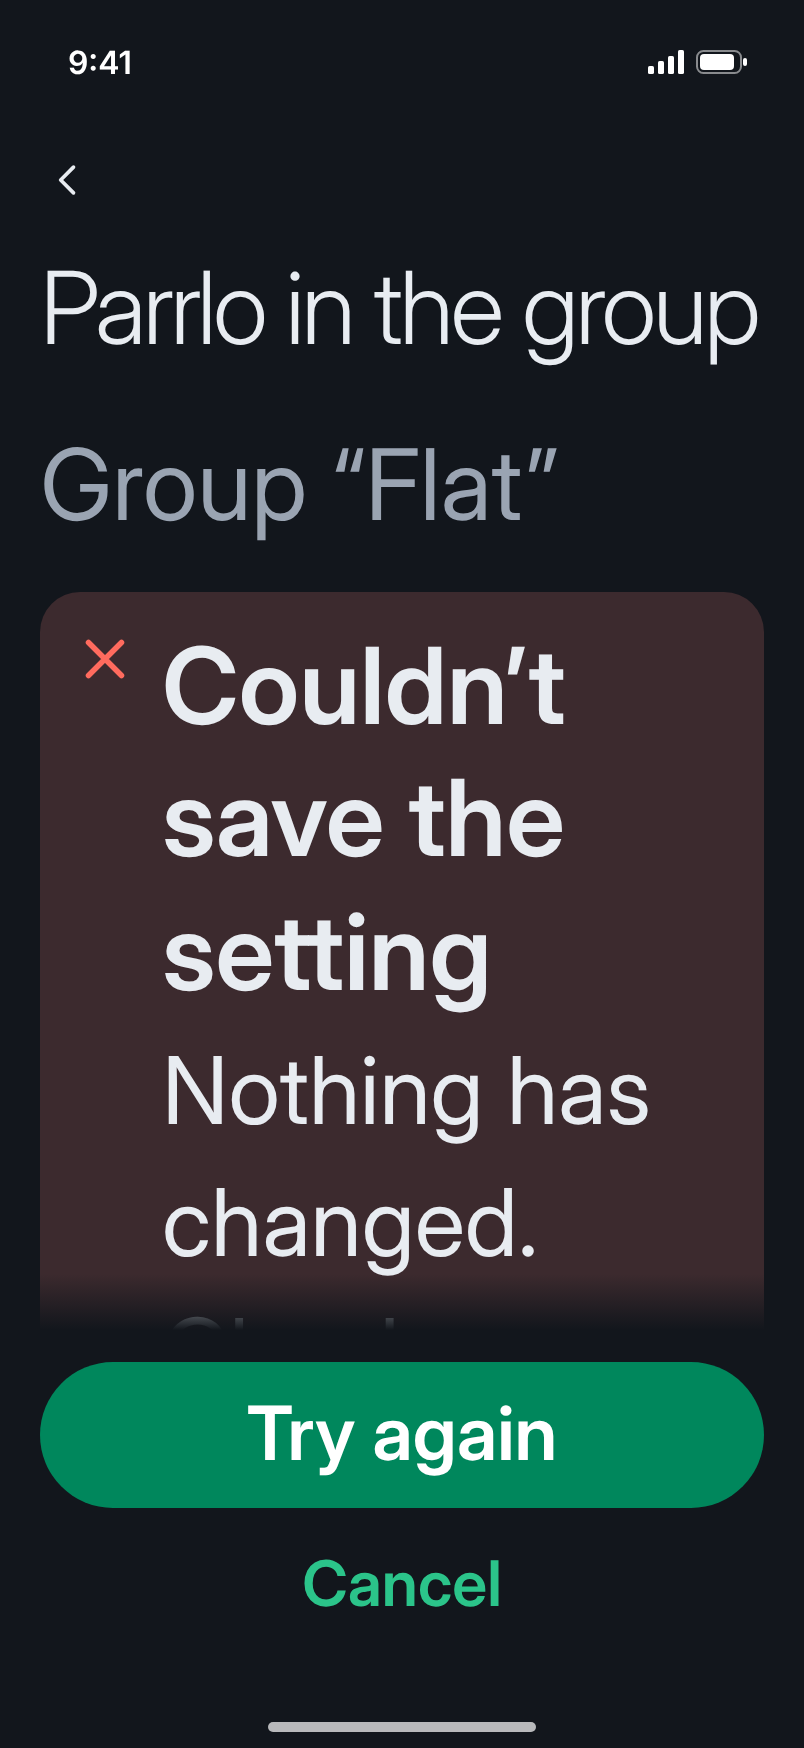 9:41
Parrlo in the group
Group “Flat”
Couldn’t
save the
setting
Nothing has
changed.
Try again
Cancel